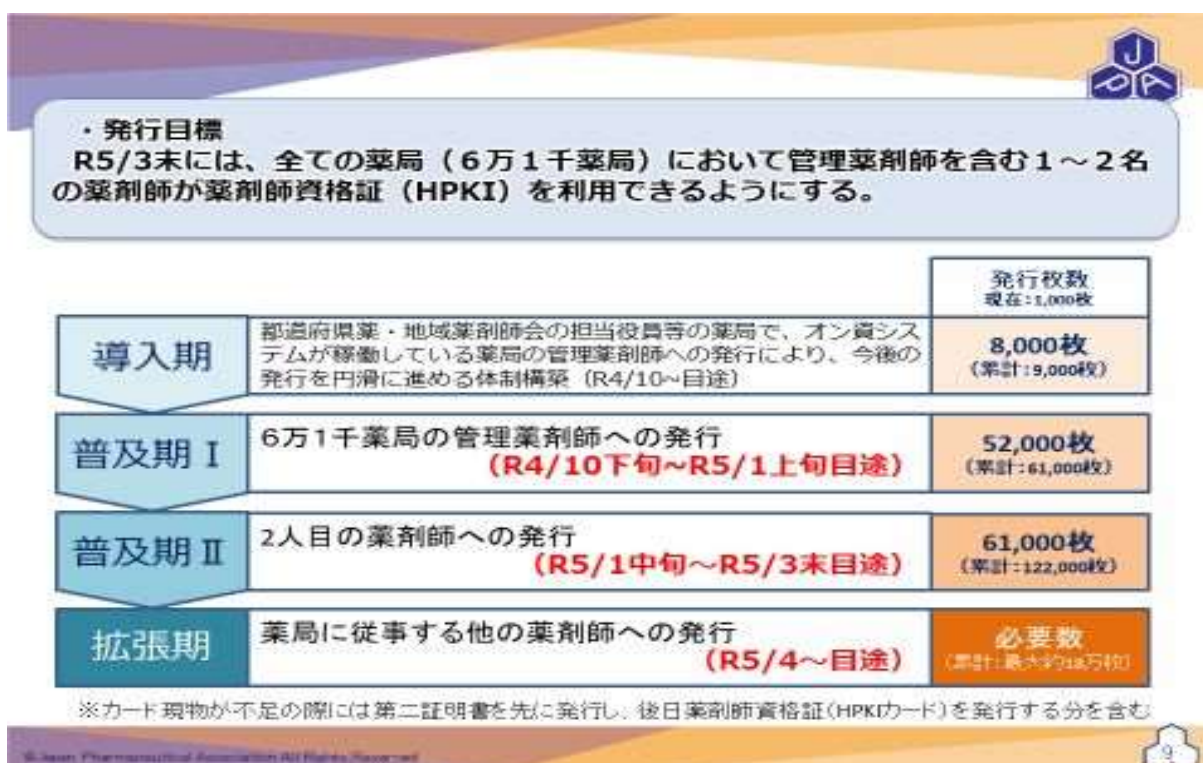 JPA
・発行目標
R5/3末には、全ての薬局（6万1千薬局）において管理薬剤師を含む1～2名
の薬剤師が薬剤師資格証（HPKI）を利用できるようにする。
発行枚数
現在：1,000枚
導入期
都道府県薬・地域薬剤師会の担当役員等の薬局で、オン資シス
テムが稼働している薬局の管理薬剤師への発行により、今後の
発行を円滑に進める体制構築（R4/10~目途）
8,000枚
（累計：9,000枚）
普及期Ⅰ
6万1千薬局の管理薬剤師への発行
（R4/10下旬～R5/1上旬目途）
52,000枚
（累計：61,000枚）
普及期Ⅱ
2人目の薬剤師への発行
（R5/1中旬～R5/3末目途）
61,000枚
（累計：122,000枚）
拡張期
薬局に従事する他の薬剤師への発行
（R5/4～目途）
必要数
（累計：最大約18万枚）
※カード現物が不足の際には第二証明書を先に発行し、後日薬剤師資格証（HPKIカード）を発行する分を含む
© Japan Pharmaceutical Association All Rights Reserved
9